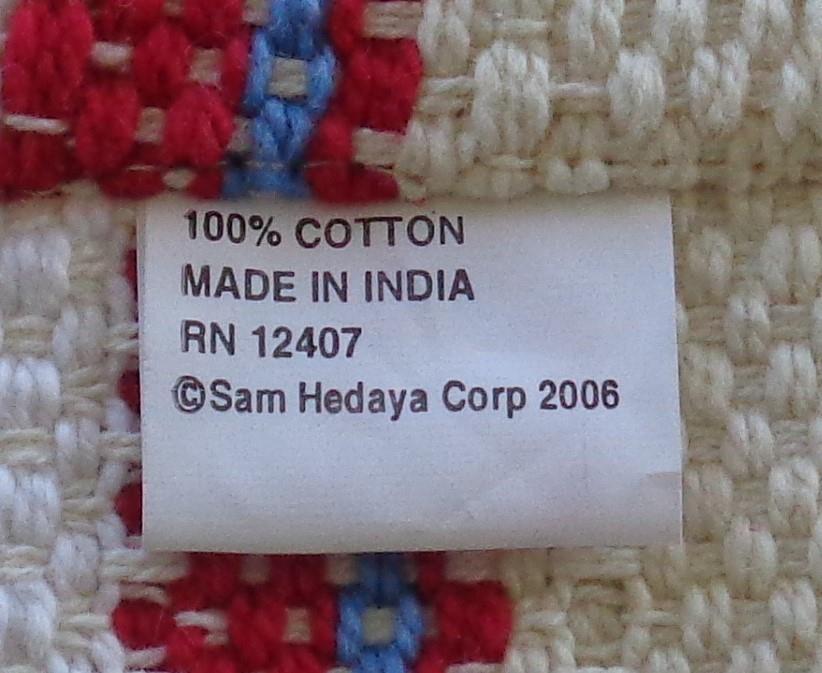 100% COTTON
MADE IN INDIA
RN 12407
©Sam Hedaya Corp 2006